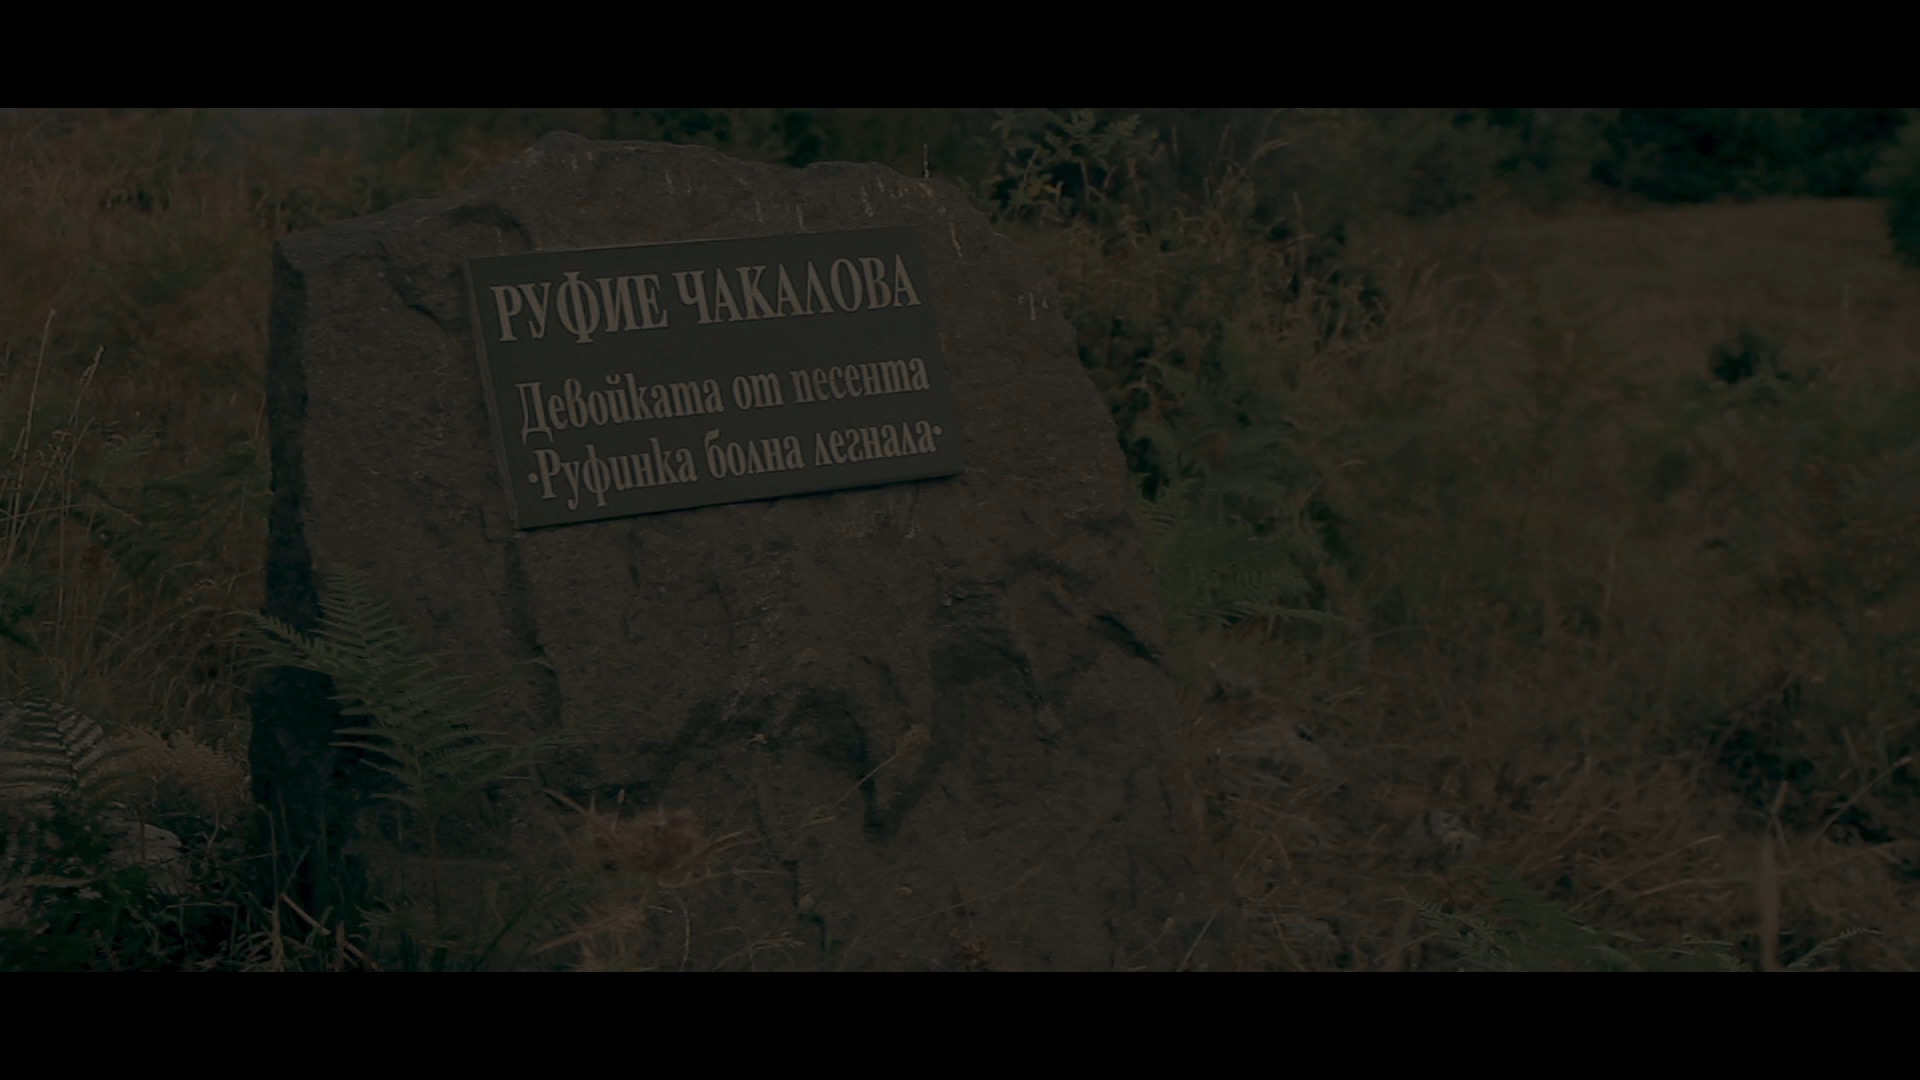 РУФИЕ ЧАКАЛОВА
Девойката от песента
·Руфинка болна легнала·